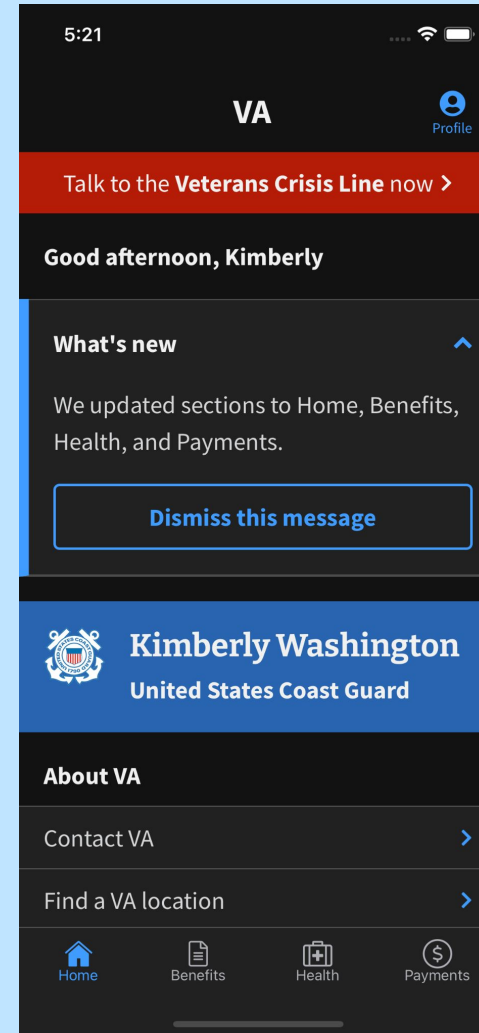 5:21
VA
Profile
Talk to the Veterans Crisis Line now
Good afternoon, Kimberly
What's new
We updated sections to Home, Benefits,
Health, and Payments.
Dismiss this message
Kimberly Washington
United States Coast Guard
About VA
Contact VA
Find a VA location
Home Benefits Health Payments